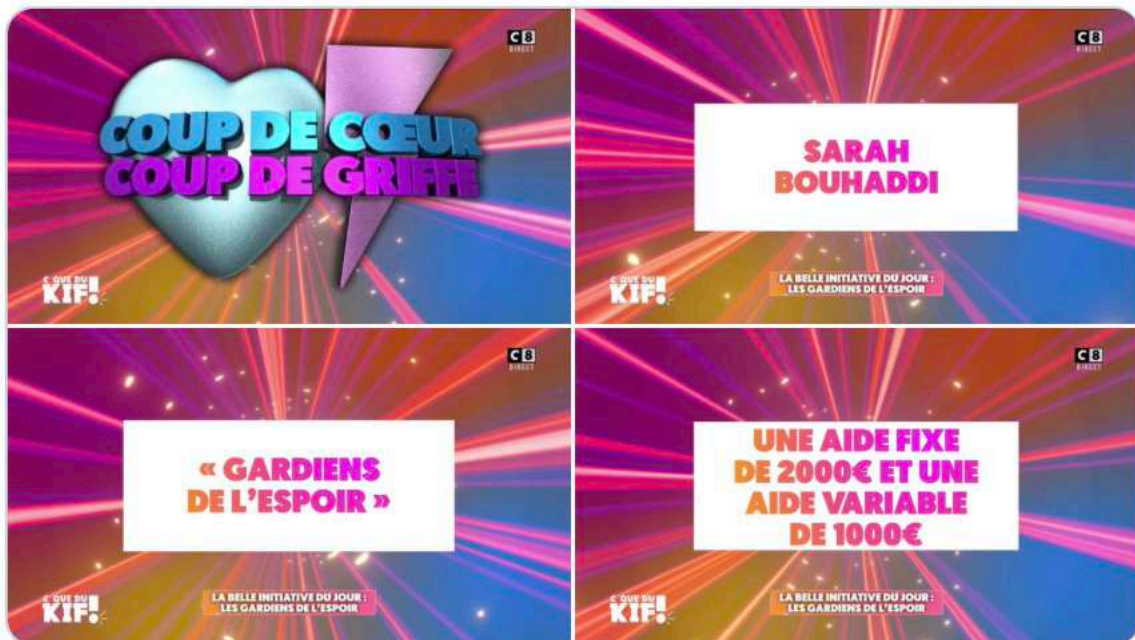 C8
DIRECT
COUP DE CŒUR
COUP DE GRIFFE
C QUE DU
KIF!
C8
DIRECT
SARAH
BOUHADDI
LA BELLE INITIATIVE DU JOUR :
LES GARDIENS DE L'ESPOIR
C QUE DU
KIF!
C8
DIRECT
« GARDIENS
DE L'ESPOIR »
LA BELLE INITIATIVE DU JOUR :
LES GARDIENS DE L'ESPOIR
C QUE DU
KIF!
C8
DIRECT
UNE AIDE FIXE
DE 2000€ ET UNE
AIDE VARIABLE
DE 1000€
LA BELLE INITIATIVE DU JOUR :
LES GARDIENS DE L'ESPOIR
C QUE DU
KIF!